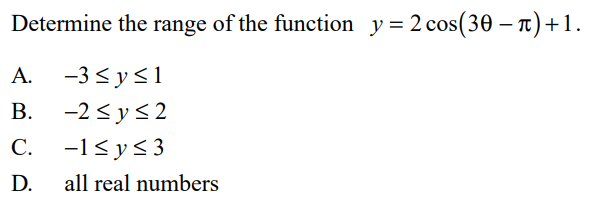 Determine the range of the function y = 2 cos(3θ − π) + 1.
A. −3 ≤ y ≤ 1
B. −2 ≤ y ≤ 2
C. −1 ≤ y ≤ 3
D. all real numbers